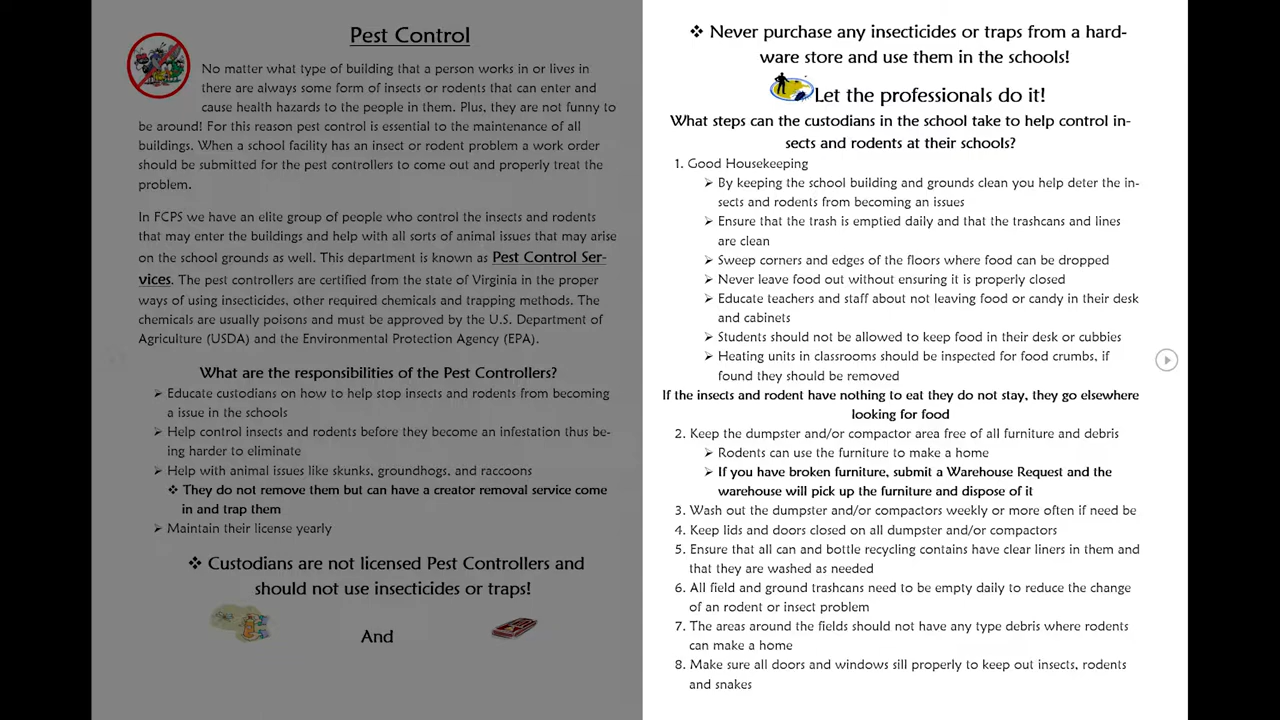 Pest Control
No matter what type of building that a person works in or lives in
there are always some form of insects or rodents that can enter and
cause health hazards to the people in them. Plus, they are not funny to
be around! For this reason pest control is essential to the maintenance of all
buildings. When a school facility has an insect or rodent problem a work order
should be submitted for the pest controllers to come out and properly treat the
problem.
In FCPS we have an elite group of people who control the insects and rodents
that may enter the buildings and help with all sorts of animal issues that may arise
on the school grounds as well. This department is known as Pest Control Ser-
vices. The pest controllers are certified from the state of Virginia in the proper
ways of using insecticides, other required chemicals and trapping methods. The
chemicals are usually poisons and must be approved by the U.S. Department of
Agriculture (USDA) and the Environmental Protection Agency (EPA).
What are the responsibilities of the Pest Controllers?
➢ Educate custodians on how to help stop insects and rodents from becoming
a issue in the schools
➢ Help control insects and rodents before they become an infestation thus be-
ing harder to eliminate
➢ Help with animal issues like skunks, groundhogs, and raccoons
❖ They do not remove them but can have a creator removal service come
in and trap them
➢ Maintain their license yearly
❖ Custodians are not licensed Pest Controllers and
should not use insecticides or traps!
And
❖ Never purchase any insecticides or traps from a hard-
ware store and use them in the schools!
Let the professionals do it!
What steps can the custodians in the school take to help control in-
sects and rodents at their schools?
1. Good Housekeeping
➢ By keeping the school building and grounds clean you help deter the in-
sects and rodents from becoming an issues
➢ Ensure that the trash is emptied daily and that the trashcans and lines
are clean
➢ Sweep corners and edges of the floors where food can be dropped
➢ Never leave food out without ensuring it is properly closed
➢ Educate teachers and staff about not leaving food or candy in their desk
and cabinets
➢ Students should not be allowed to keep food in their desk or cubbies
➢ Heating units in classrooms should be inspected for food crumbs, if
found they should be removed
If the insects and rodent have nothing to eat they do not stay, they go elsewhere
looking for food
2. Keep the dumpster and/or compactor area free of all furniture and debris
➢ Rodents can use the furniture to make a home
➢ If you have broken furniture, submit a Warehouse Request and the
warehouse will pick up the furniture and dispose of it
3. Wash out the dumpster and/or compactors weekly or more often if need be
4. Keep lids and doors closed on all dumpster and/or compactors
5. Ensure that all can and bottle recycling contains have clear liners in them and
that they are washed as needed
6. All field and ground trashcans need to be empty daily to reduce the change
of an rodent or insect problem
7. The areas around the fields should not have any type debris where rodents
can make a home
8. Make sure all doors and windows sill properly to keep out insects, rodents
and snakes